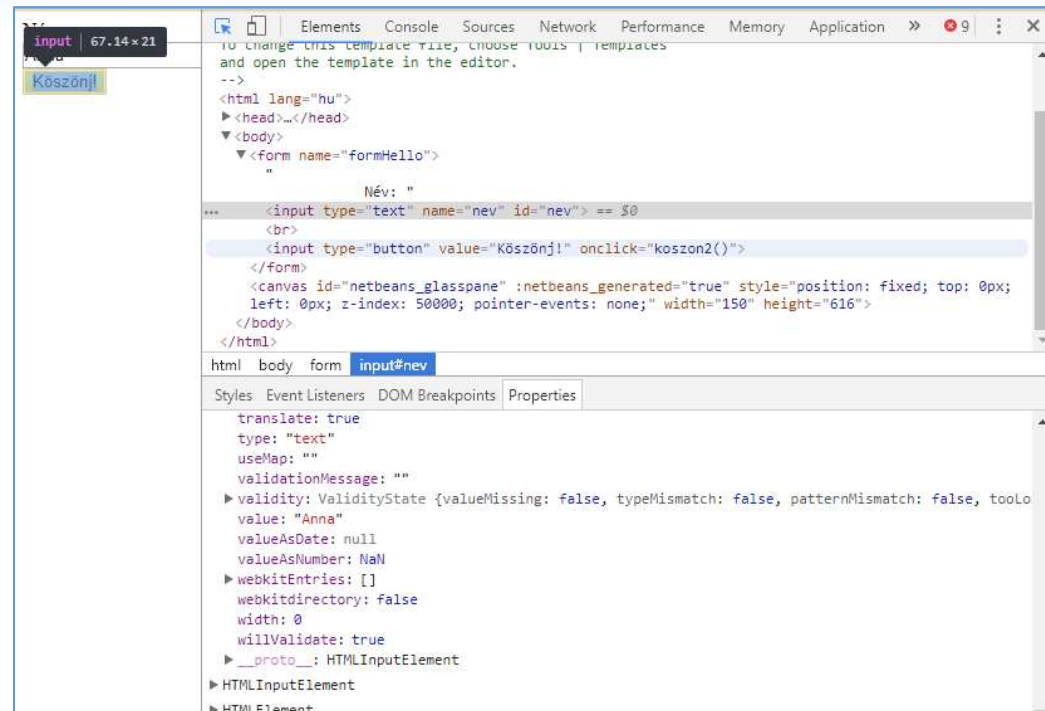 input | 67.14×21
Köszönj!
Elements Console Sources Network Performance Memory Application » 9
To change this template file, choose Tools | Templates
and open the template in the editor.
-->
<html lang="hu">
<head>…</head>
<body>
<form name="formHello">
"
Név: "
... <input type="text" name="nev" id="nev"> == $0
<br>
<input type="button" value="Köszönj!" onclick="koszon2()">
</form>
<canvas id="netbeans_glasspane" :netbeans_generated="true" style="position: fixed; top: 0px;
left: 0px; z-index: 50000; pointer-events: none;" width="150" height="616">
</body>
</html>
html body form input#nev
Styles Event Listeners DOM Breakpoints Properties
translate: true
type: "text"
useMap: ""
validationMessage: ""
validity: ValidityState {valueMissing: false, typeMismatch: false, patternMismatch: false, tooLo
value: "Anna"
valueAsDate: null
valueAsNumber: NaN
webkitEntries: []
webkitdirectory: false
width: 0
willValidate: true
__proto__: HTMLInputElement
HTMLInputElement
HTMLElement